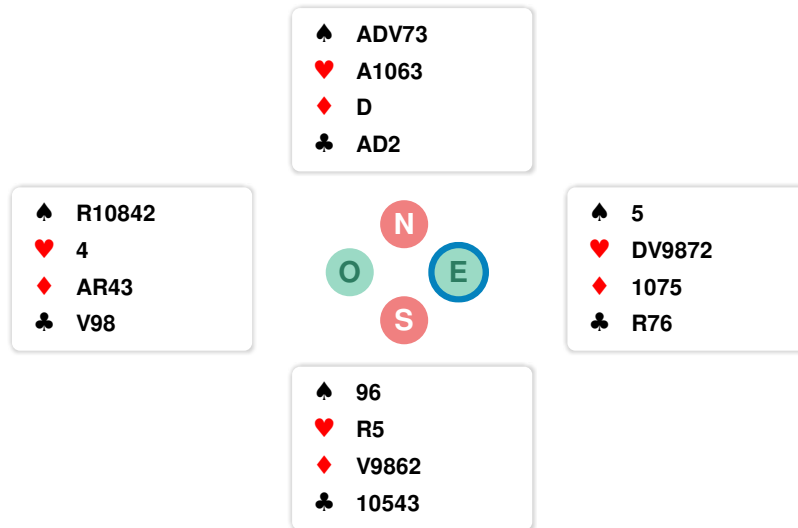 ♠ ADV73
♥ A1063
♦ D
♣ AD2
♠ R10842
♥ 4
♦ AR43
♣ V98
N
O
E
S
♠ 5
♥ DV9872
♦ 1075
♣ R76
♠ 96
♥ R5
♦ V9862
♣ 10543